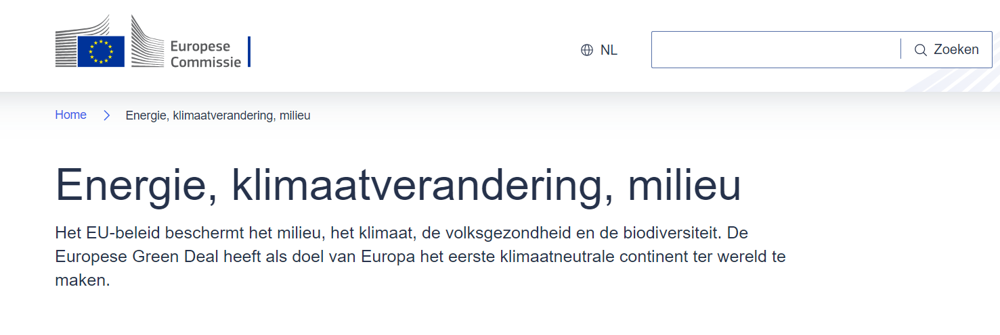 Europese
Commissie
NL
Zoeken
Home
Energie, klimaatverandering, milieu
Energie, klimaatverandering, milieu
Het EU-beleid beschermt het milieu, het klimaat, de volksgezondheid en de biodiversiteit. De
Europese Green Deal heeft als doel van Europa het eerste klimaatneutrale continent ter wereld te
maken.